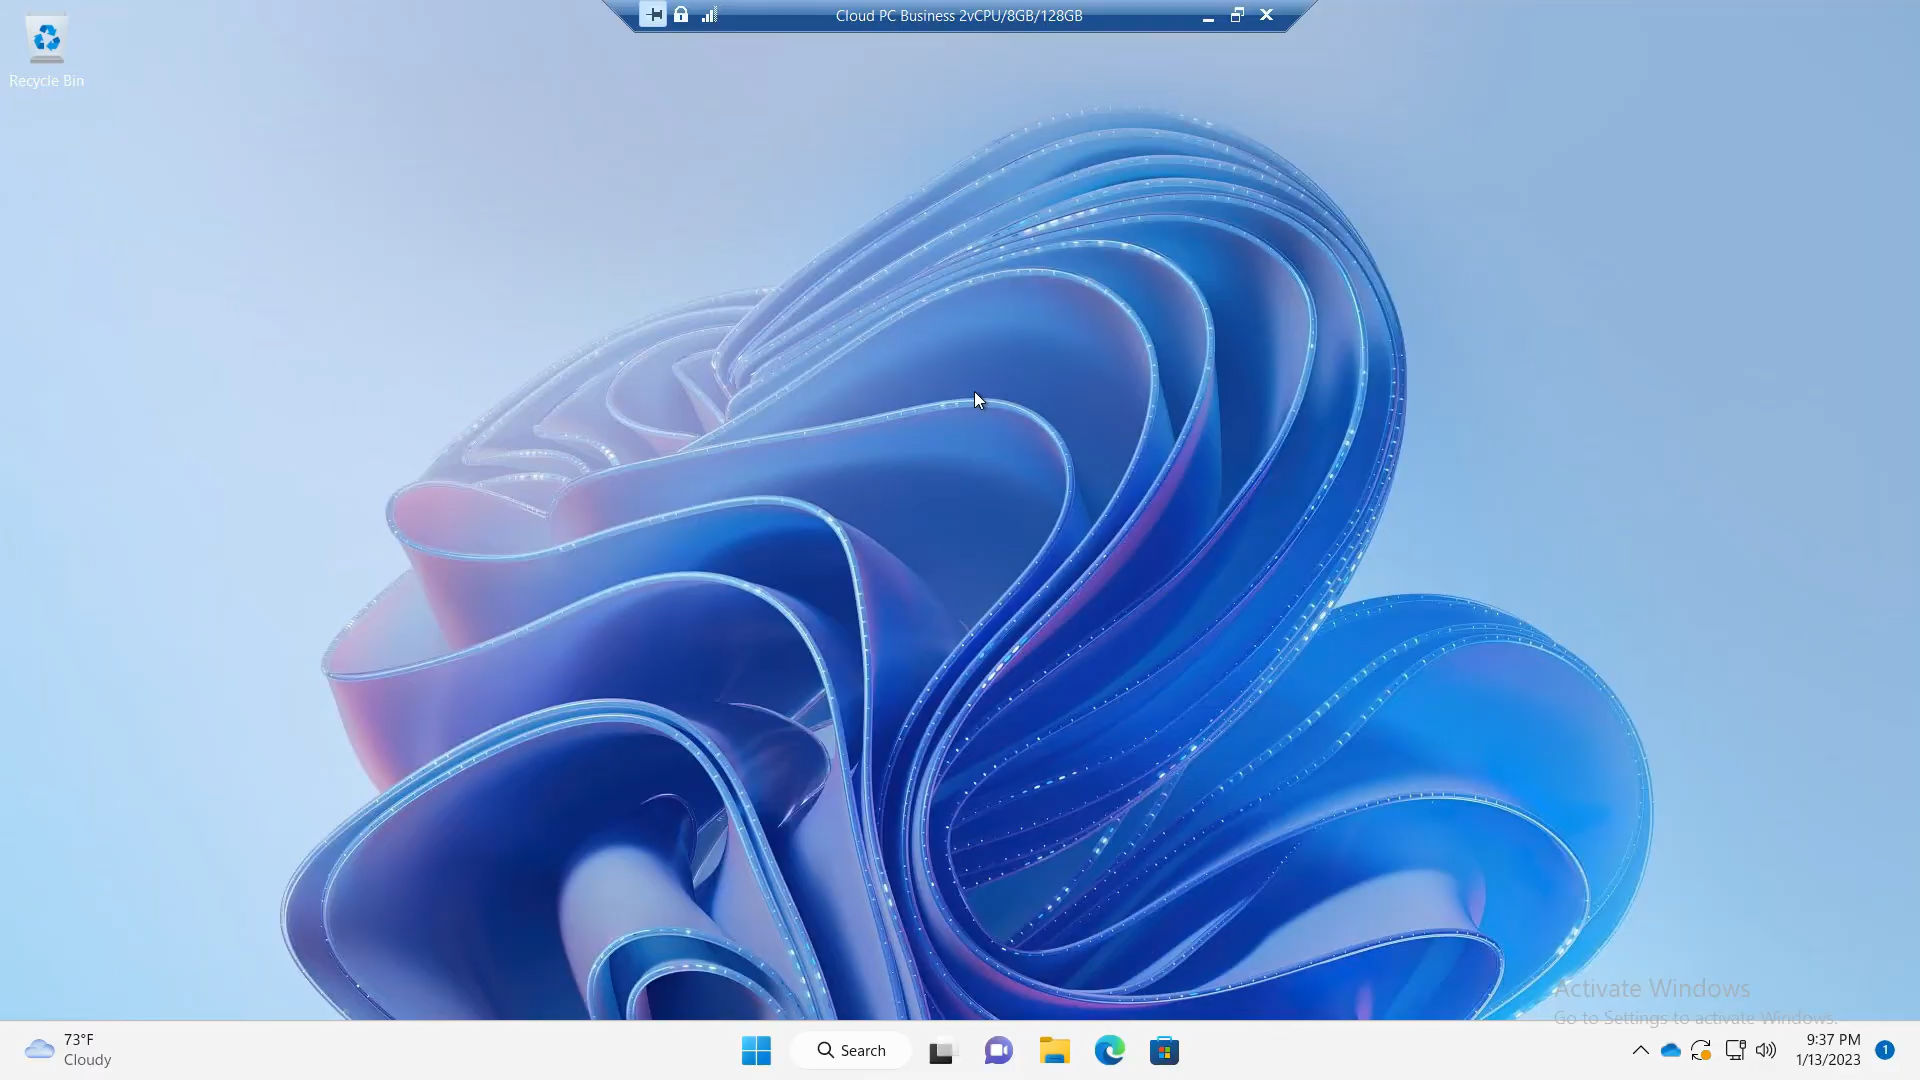 Cloud PC Business 2vCPU/8GB/128GB
Recycle Bin
Activate Windows
Go to Settings to activate Windows.
73°F
Cloudy
Search
9:37 PM
1/13/2023
1